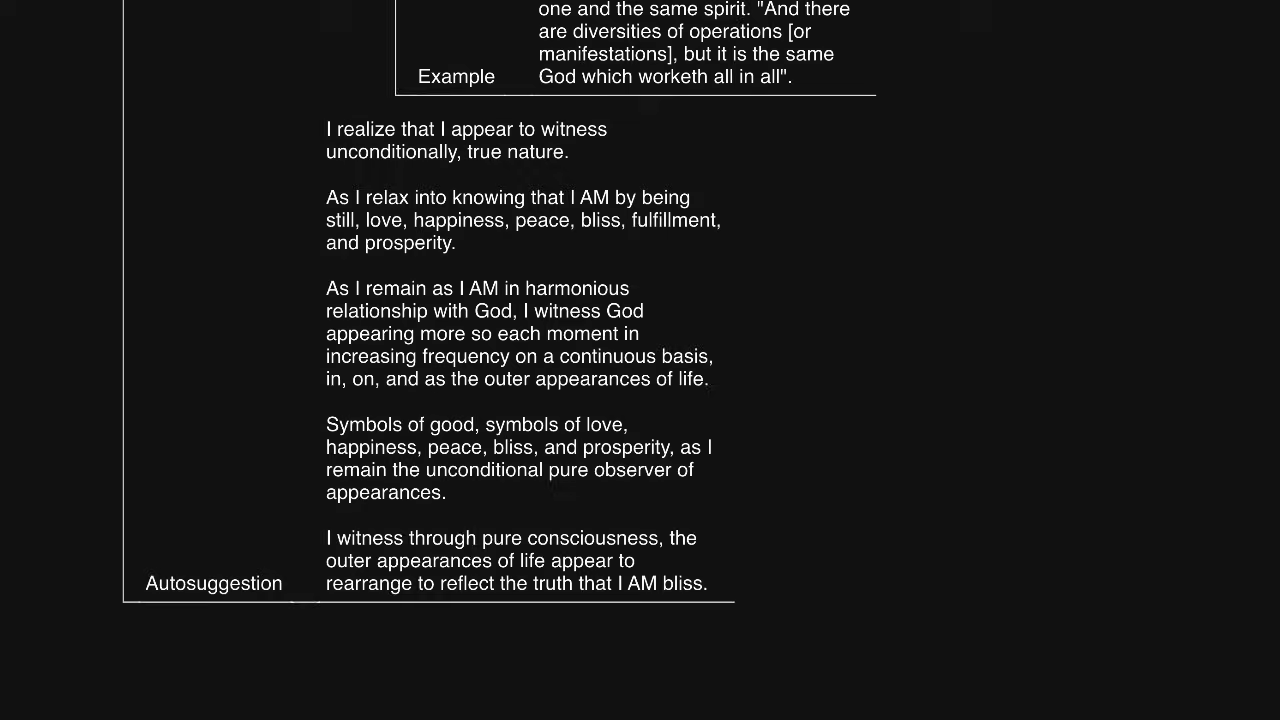 one and the same spirit. "And there
are diversities of operations [or
manifestations], but it is the same
Example God which worketh all in all".
I realize that I appear to witness
unconditionally, true nature.
As I relax into knowing that I AM by being
still, love, happiness, peace, bliss, fulfillment,
and prosperity.
As I remain as I AM in harmonious
relationship with God, I witness God
appearing more so each moment in
increasing frequency on a continuous basis,
in, on, and as the outer appearances of life.
Symbols of good, symbols of love,
happiness, peace, bliss, and prosperity, as I
remain the unconditional pure observer of
appearances.
I witness through pure consciousness, the
outer appearances of life appear to
Autosuggestion rearrange to reflect the truth that I AM bliss.